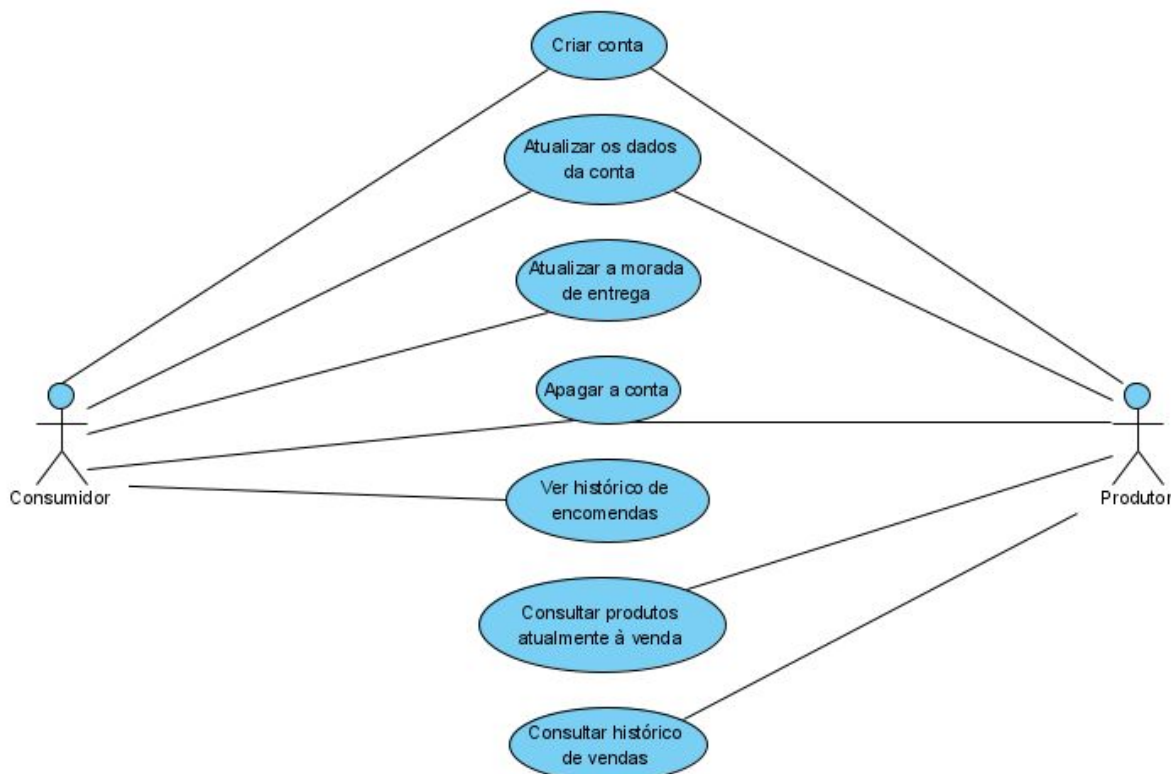 Criar conta
Atualizar os dados
da conta
Atualizar a morada
de entrega
Apagar a conta
Consumidor
Produtor
Ver histórico de
encomendas
Consultar produtos
atualmente à venda
Consultar histórico
de vendas